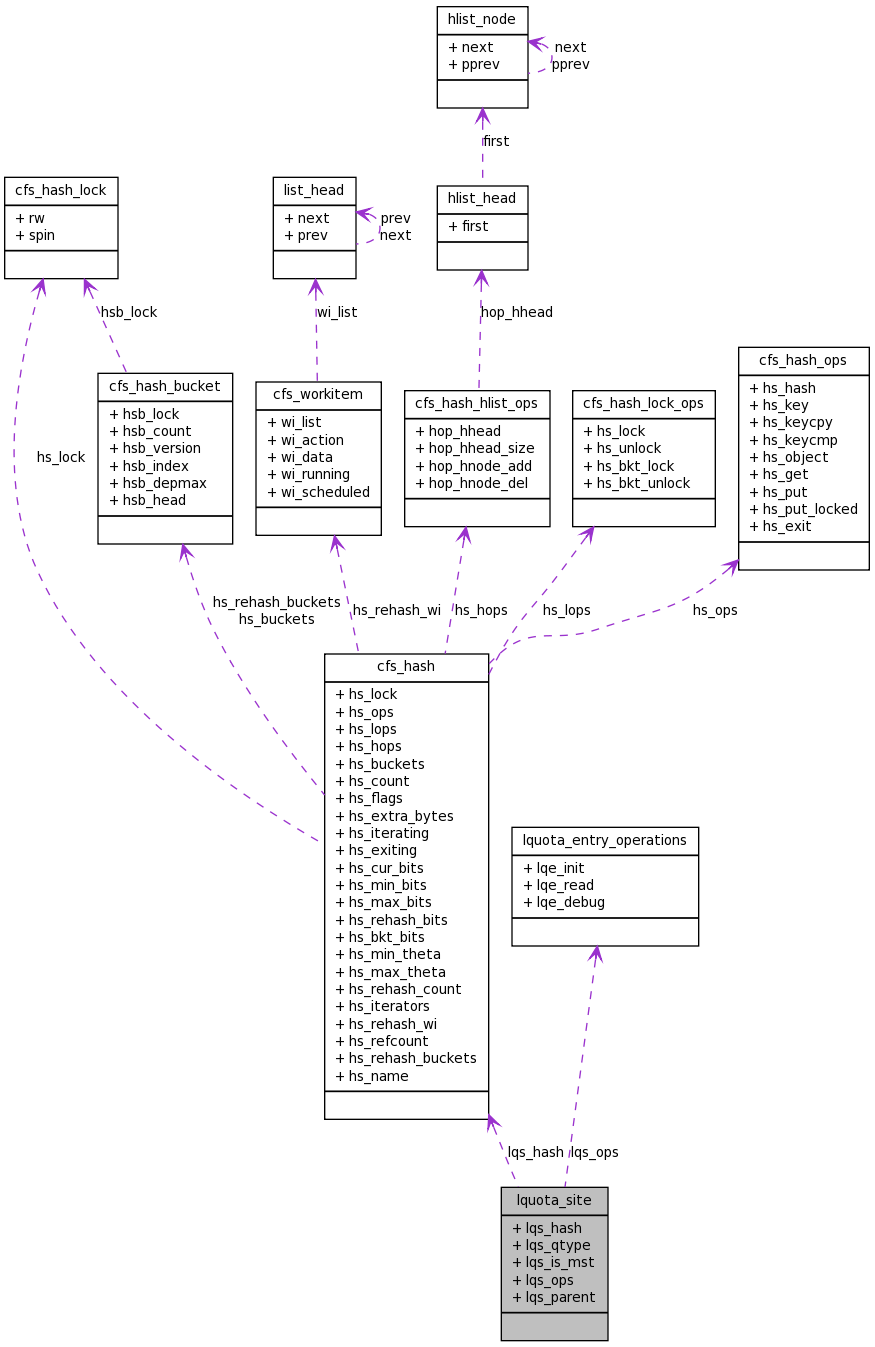 hlist_node
+ next
+ pprev
next
pprev
first
cfs_hash_lock
+ rw
+ spin
list_head
+ next
+ prev
prev
next
hlist_head
+ first
hsb_lock
wi_list
hop_hhead
cfs_hash_ops
+ hs_hash
+ hs_key
+ hs_keycpy
+ hs_keycmp
+ hs_object
+ hs_get
+ hs_put
+ hs_put_locked
+ hs_exit
cfs_hash_bucket
+ hsb_lock
+ hsb_count
+ hsb_version
+ hsb_index
+ hsb_depmax
+ hsb_head
cfs_workitem
+ wi_list
+ wi_action
+ wi_data
+ wi_running
+ wi_scheduled
cfs_hash_hlist_ops
+ hop_hhead
+ hop_hhead_size
+ hop_hnode_add
+ hop_hnode_del
cfs_hash_lock_ops
+ hs_lock
+ hs_unlock
+ hs_bkt_lock
+ hs_bkt_unlock
hs_lock
hs_rehash_buckets
hs_buckets
hs_rehash_wi
hs_hops
hs_lops
hs_ops
cfs_hash
+ hs_lock
+ hs_ops
+ hs_lops
+ hs_hops
+ hs_buckets
+ hs_count
+ hs_flags
+ hs_extra_bytes
+ hs_iterating
+ hs_exiting
+ hs_cur_bits
+ hs_min_bits
+ hs_max_bits
+ hs_rehash_bits
+ hs_bkt_bits
+ hs_min_theta
+ hs_max_theta
+ hs_rehash_count
+ hs_iterators
+ hs_rehash_wi
+ hs_refcount
+ hs_rehash_buckets
+ hs_name
lquota_entry_operations
+ lqe_init
+ lqe_read
+ lqe_debug
lqs_hash
lqs_ops
lquota_site
+ lqs_hash
+ lqs_qtype
+ lqs_is_mst
+ lqs_ops
+ lqs_parent